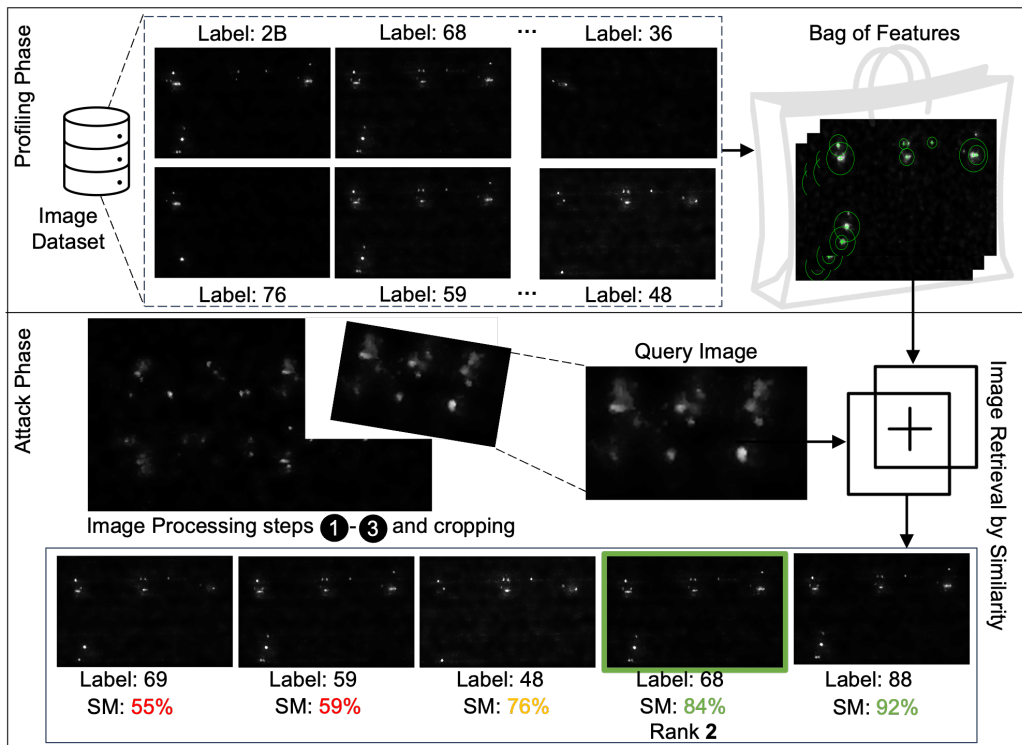 Profiling Phase
Image
Dataset
Label: 2B
Label: 68
...
Label: 36
Label: 76
Label: 59
...
Label: 48
Bag of Features
Attack Phase
Image Processing steps 1-3 and cropping
Query Image
Image Retrieval by Similarity
Label: 69
SM: 55%
Label: 59
SM: 59%
Label: 48
SM: 76%
Label: 68
SM: 84%
Rank 2
Label: 88
SM: 92%